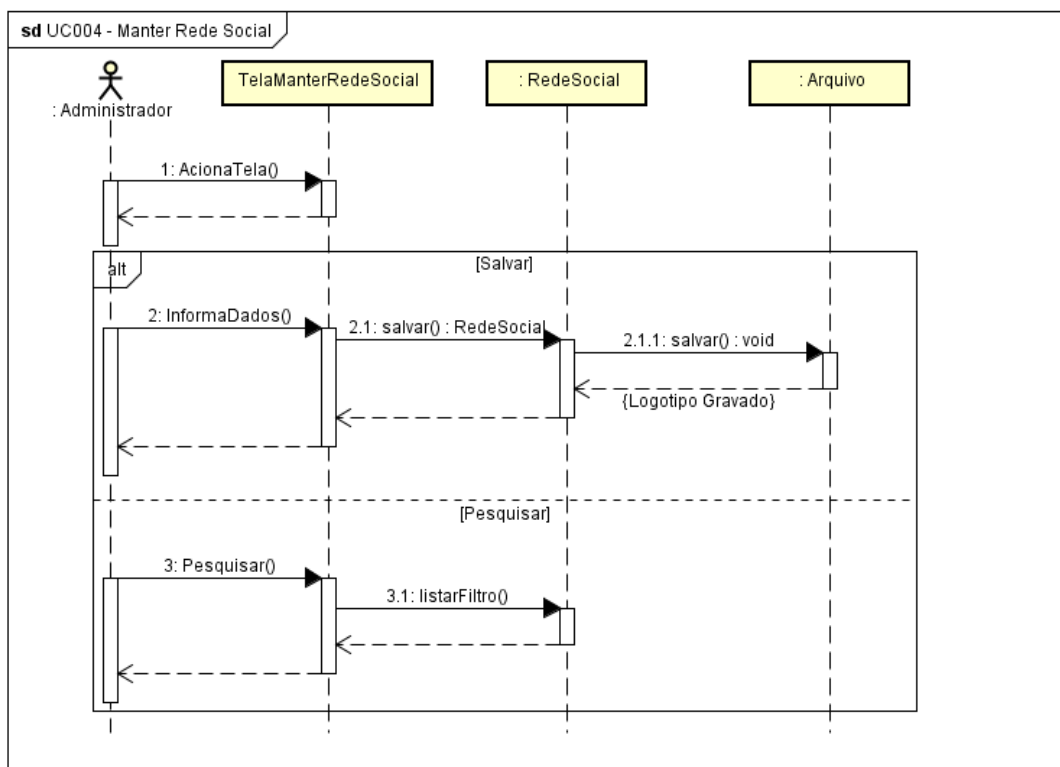 sd UC004 - Manter Rede Social
: Administrador
TelaManterRedeSocial
: RedeSocial
: Arquivo
1: AcionaTela()
alt
[Salvar]
2: InformaDados()
2.1: salvar() : RedeSocial
2.1.1: salvar() : void
{Logotipo Gravado}
[Pesquisar]
3: Pesquisar()
3.1: listarFiltro()